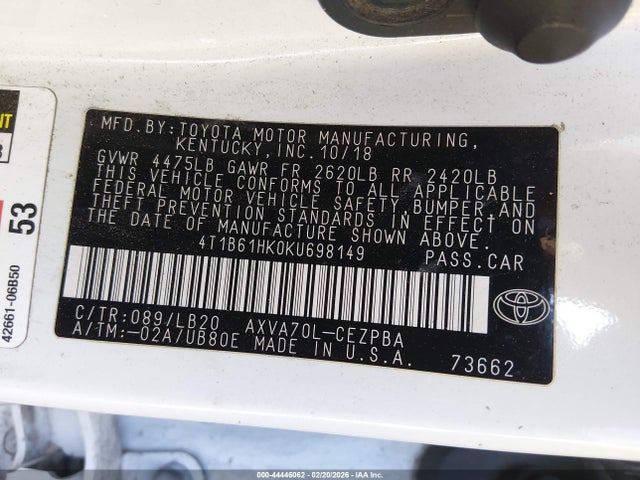 MFD.BY:TOYOTA MOTOR MANUFACTURING,
KENTUCKY, INC.10/18
GVWR 4475LB GAWR FR 2620LB RR 2420LB
THIS VEHICLE CONFORMS TO ALL APPLICABLE
FEDERAL MOTOR VEHICLE SAFETY, BUMPER, AND
THEFT PREVENTION STANDARDS IN EFFECT ON
THE DATE OF MANUFACTURE SHOWN ABOVE.
4T1B61HK0KU698149 PASS.CAR
C/TR:089/LB20 AXVA70L-CEZPBA
A/TM:-02A/UB80E MADE IN U.S.A.
73662
53
42661-06B50
000-44446062 - 02/20/2026 - IAA